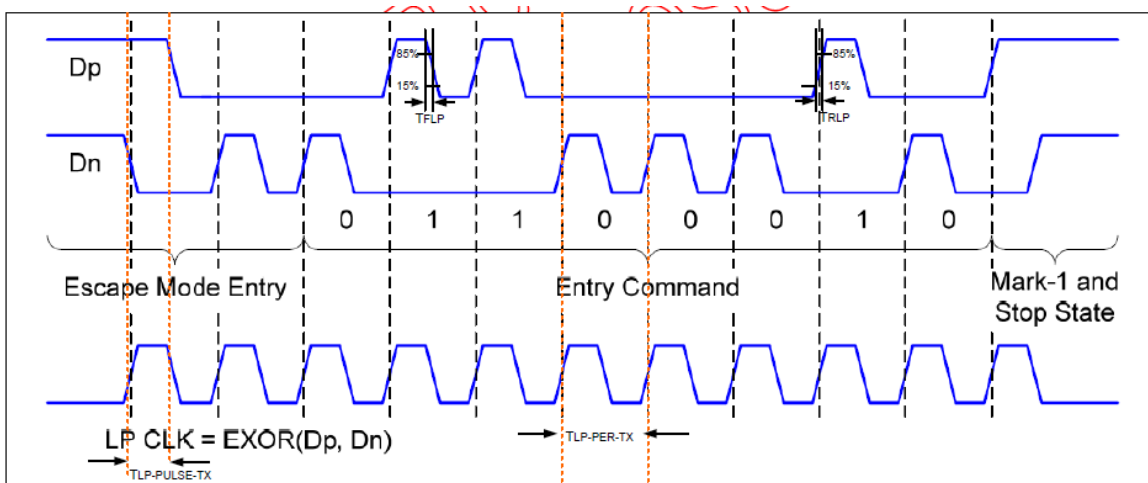 Dp
85%
15%
TFLP
85%
15%
TRLP
Dn
0 1 1 0 0 0 1 0
Escape Mode Entry
Entry Command
Mark-1 and
Stop State
LP CLK = EXOR(Dp, Dn)
TLP-PULSE-TX
TLP-PER-TX